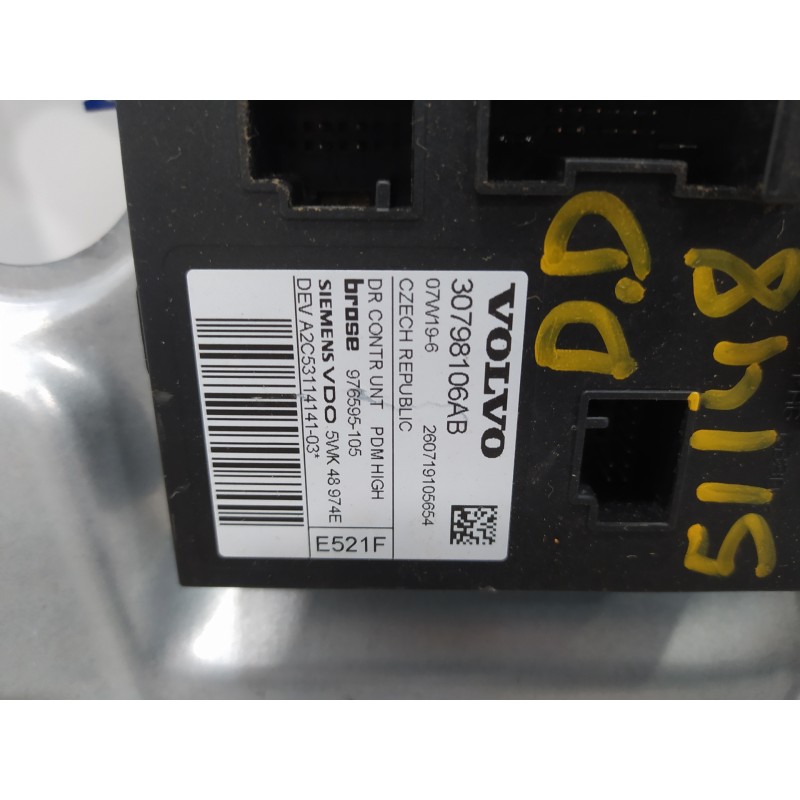 VOLVO
30798106AB
07W19-6 260719105654
CZECH REPUBLIC
DR CONTR UNT PDM HIGH
brose 976595-105
SIEMENS VDO 5WK 48 974E
DEV A2C53114141-03*
E521F
D.D
51148